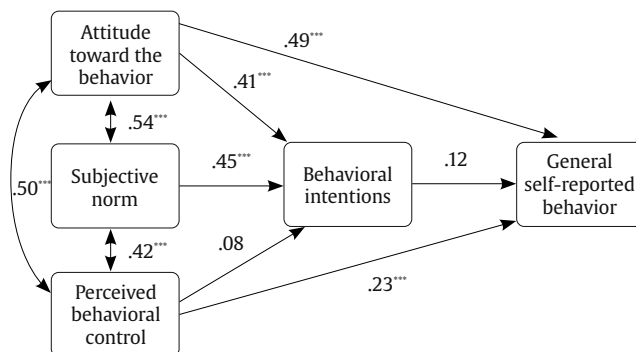 Attitude
toward the
behavior
.49***
.41***
.54***
Subjective
norm
.45***
Behavioral
intentions
.12
General
self-reported
behavior
.50***
.42***
.08
.23***
Perceived
behavioral
control